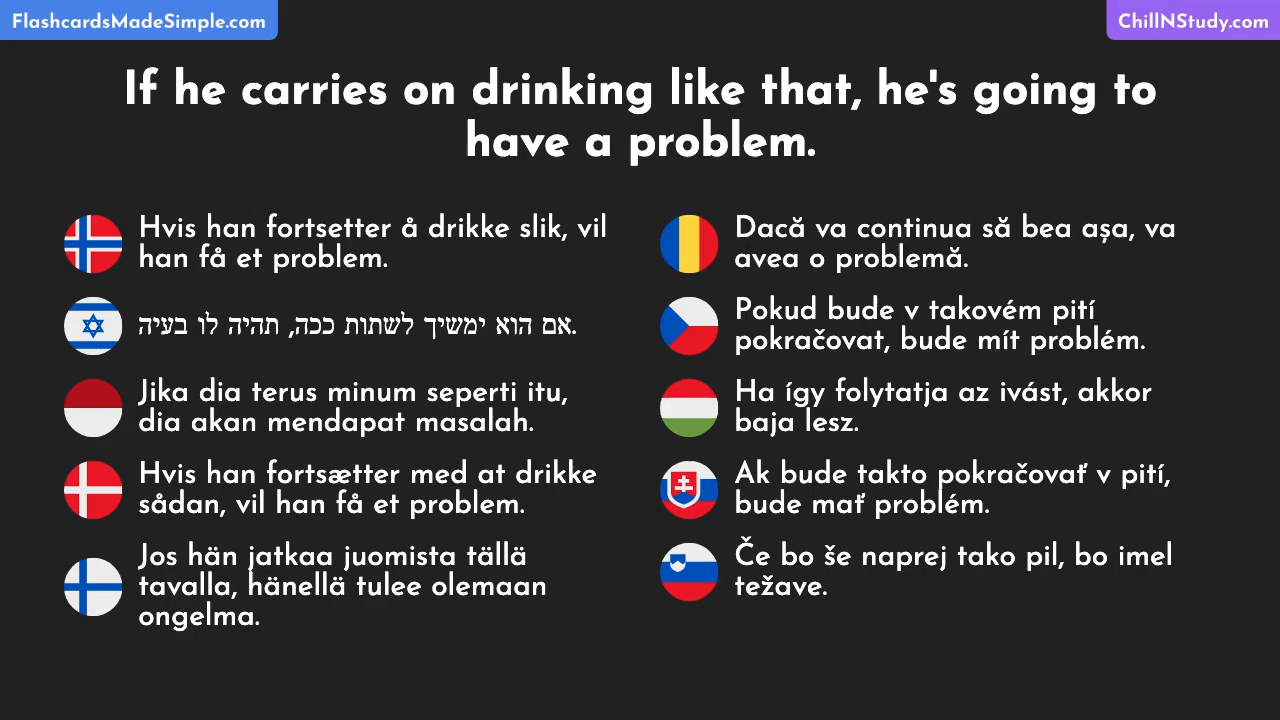 FlashcardsMadeSimple.com
ChillNStudy.com
If he carries on drinking like that, he's going to
have a problem.
Hvis han fortsetter å drikke slik, vil
han få et problem.
אם הוא ימשיך לשתות ככה, תהיה לו בעיה.
Jika dia terus minum seperti itu,
dia akan mendapat masalah.
Hvis han fortsætter med at drikke
sådan, vil han få et problem.
Jos hän jatkaa juomista tällä
tavalla, hänellä tulee olemaan
ongelma.
Dacă va continua să bea așa, va
avea o problemă.
Pokud bude v takovém pití
pokračovat, bude mít problém.
Ha így folytatja az ivást, akkor
baja lesz.
Ak bude takto pokračovať v pití,
bude mať problém.
Če bo še naprej tako pil, bo imel
težave.